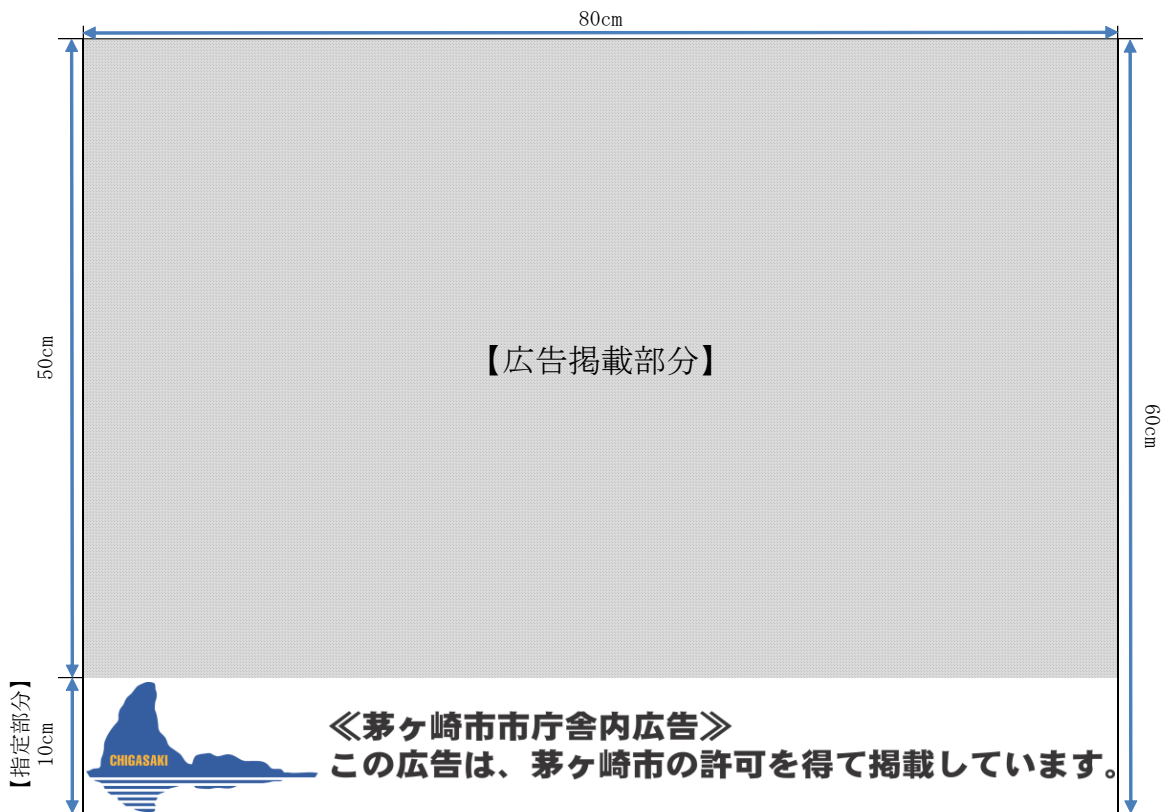 80cm
50cm
【広告掲載部分】
60cm
【指定部分】
10cm
CHIGASAKI
≪茅ヶ崎市市庁舎内広告≫
この広告は、茅ヶ崎市の許可を得て掲載しています。